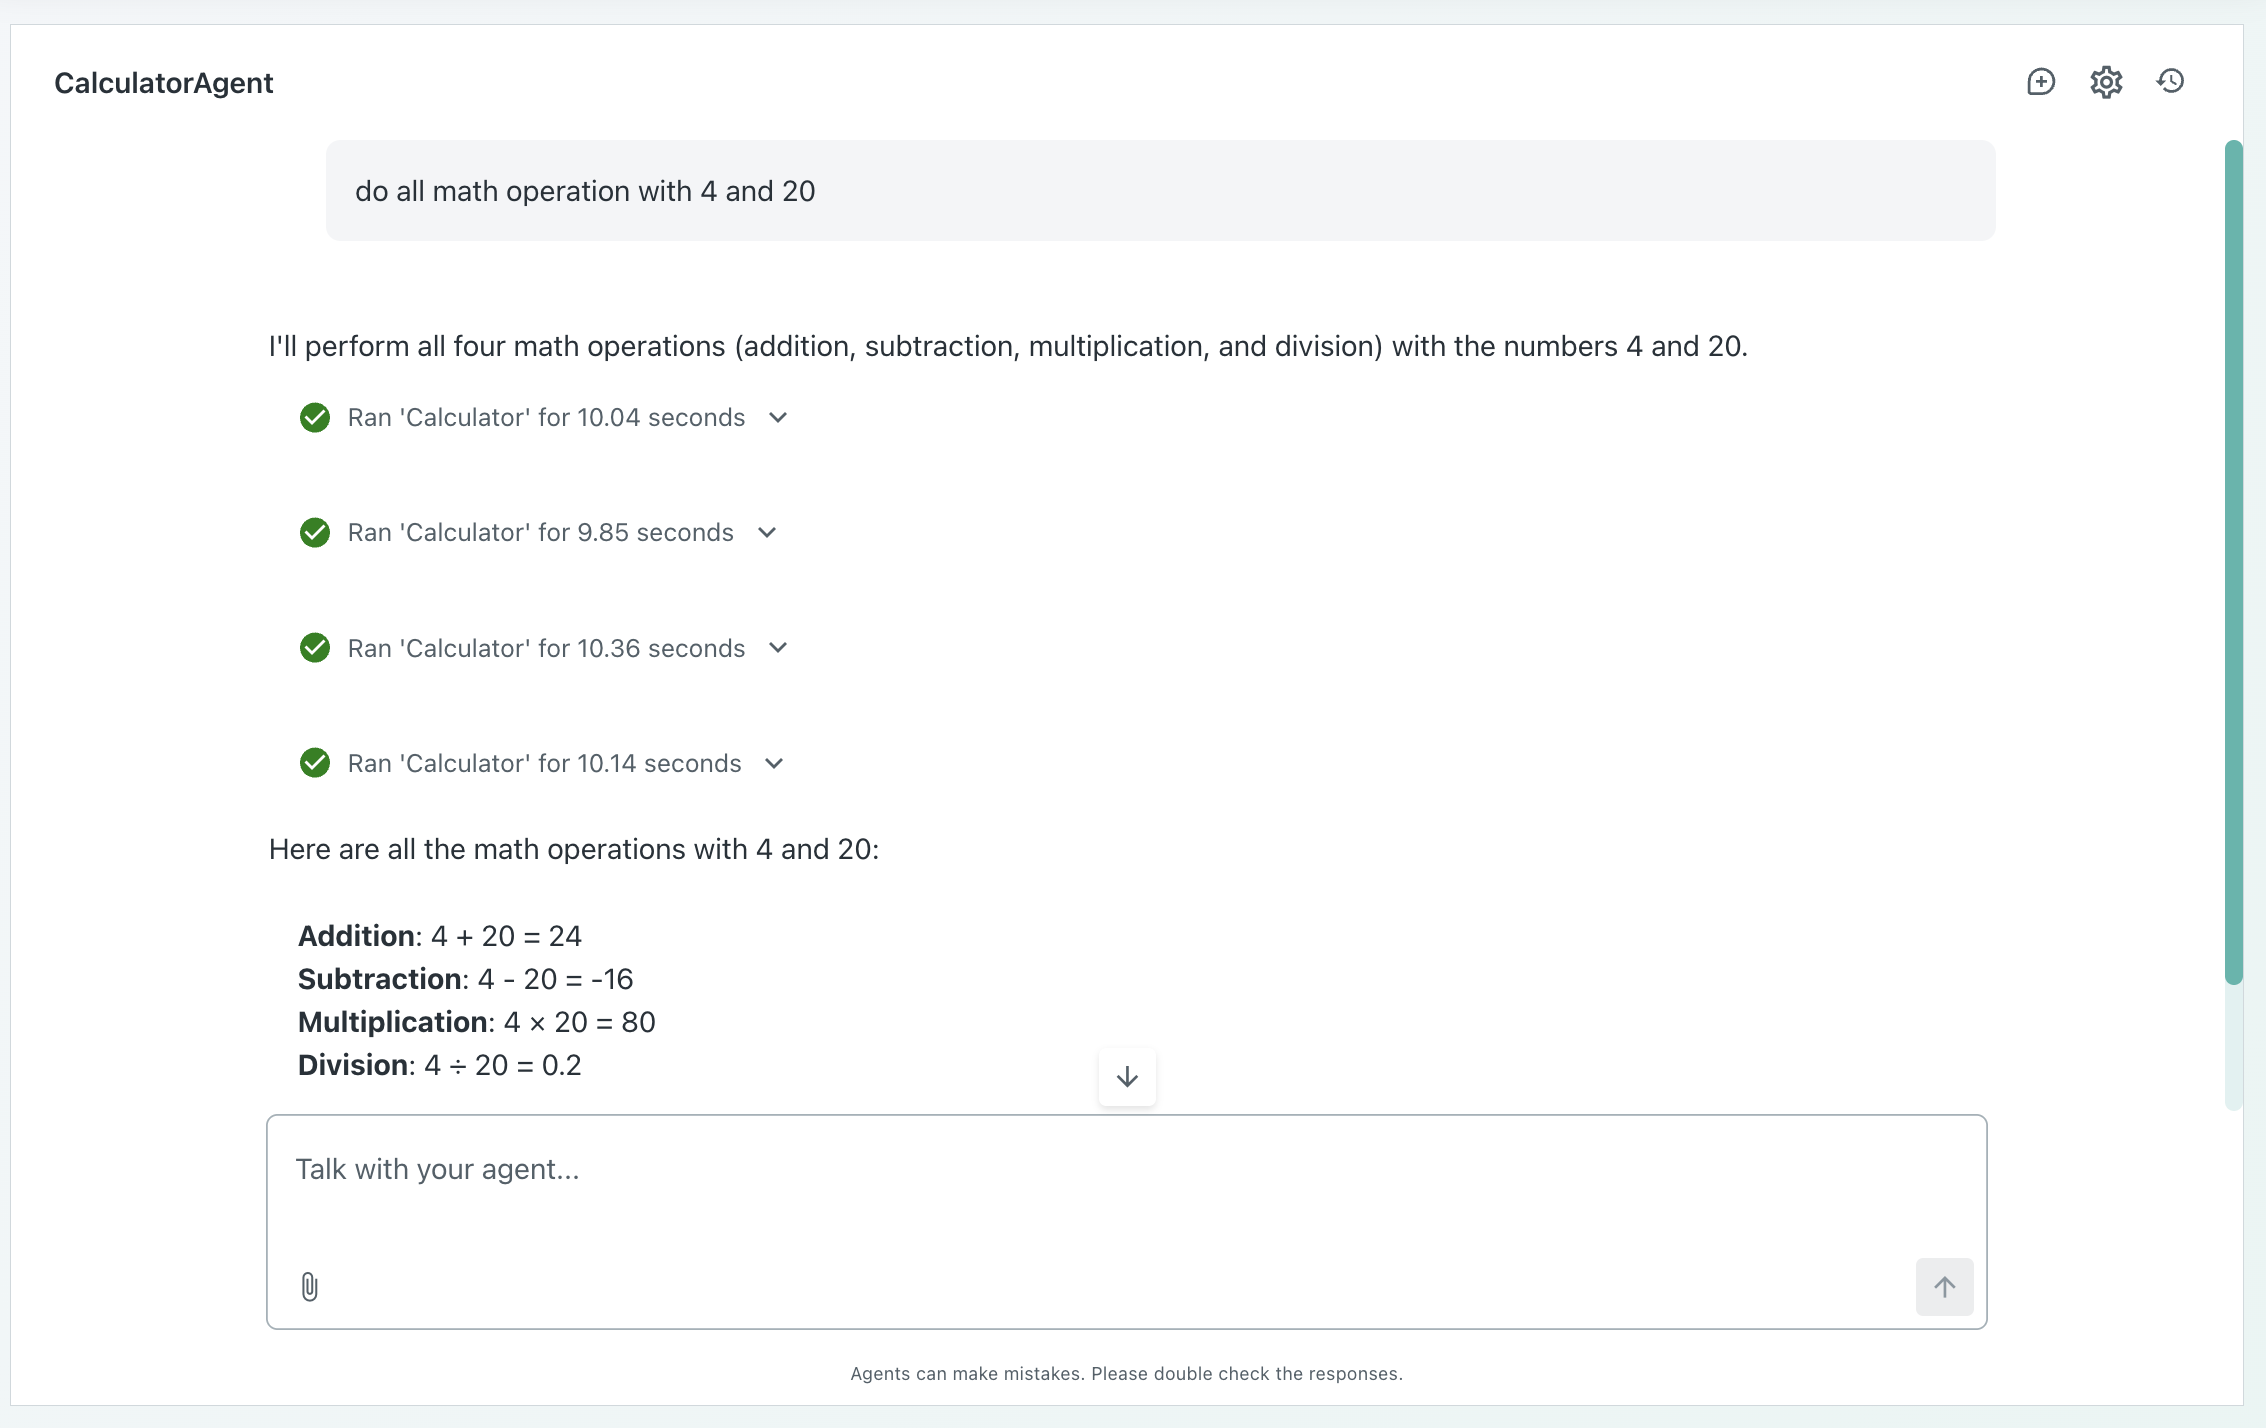 CalculatorAgent
do all math operation with 4 and 20
I'll perform all four math operations (addition, subtraction, multiplication, and division) with the numbers 4 and 20.
Ran 'Calculator' for 10.04 seconds
Ran 'Calculator' for 9.85 seconds
Ran 'Calculator' for 10.36 seconds
Ran 'Calculator' for 10.14 seconds
Here are all the math operations with 4 and 20:
Addition: 4 + 20 = 24
Subtraction: 4 - 20 = -16
Multiplication: 4 × 20 = 80
Division: 4 ÷ 20 = 0.2
Talk with your agent...
Agents can make mistakes. Please double check the responses.